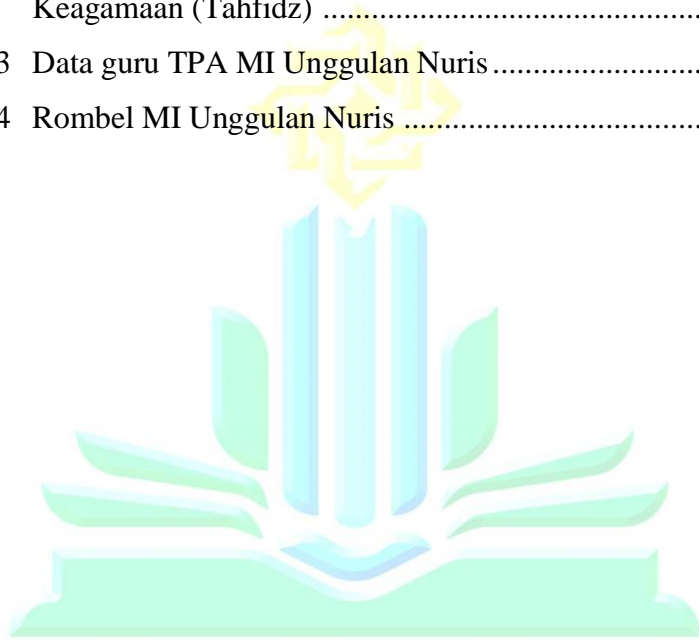 Keagamaan (Tahfidz) ....................................................
3 Data guru TPA MI Unggulan Nuris..............................
4 Rombel MI Unggulan Nuris ..........................................